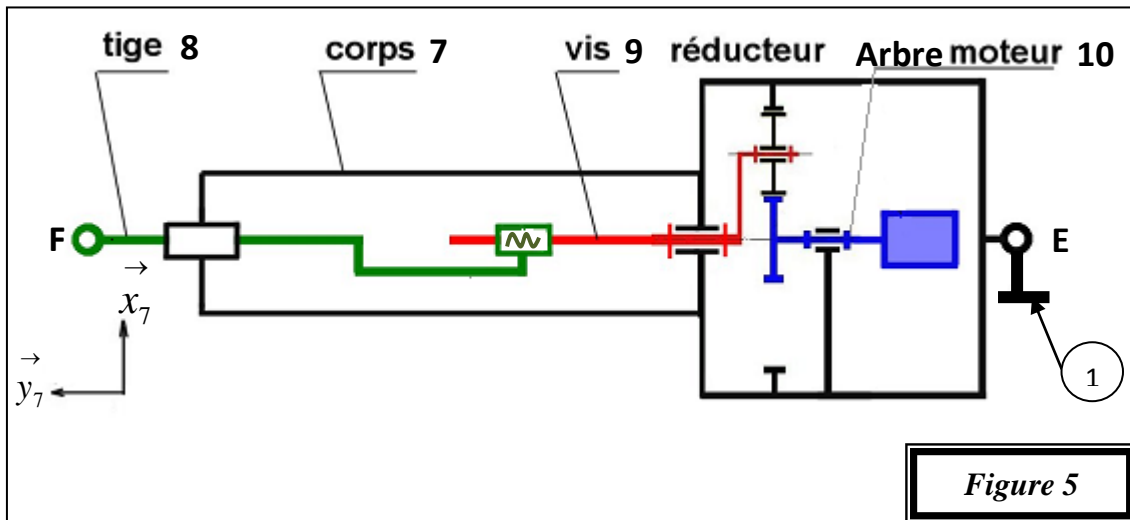 tige 8 corps 7 vis 9 réducteur Arbre moteur 10
F E
x₇
y₇
1
Figure 5